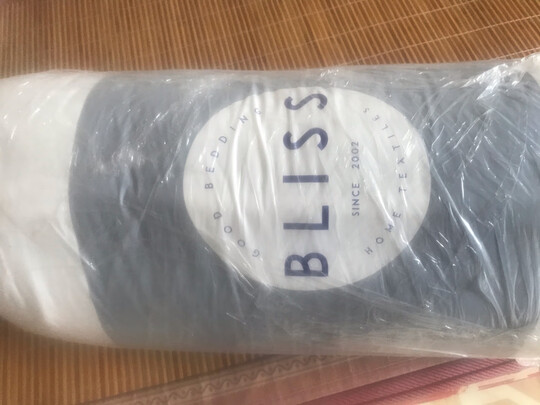 GOOD BEDDING
BLISS
SINCE 2002
HOME TEXTILES